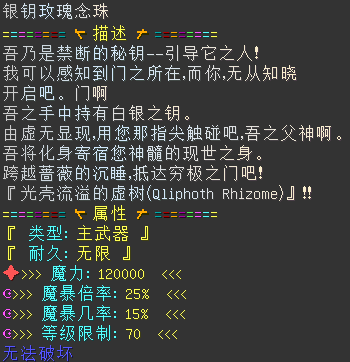 银钥玫瑰念珠
======== 描述 ========
吾乃是禁断的秘钥--引导它之人!
我可以感知到门之所在,而你,无从知晓
开启吧。门啊
吾之手中持有白银之钥。
由虚无显现,用您那指尖触碰吧,吾之父神啊。
吾将化身寄宿您神髓的现世之身。
跨越蔷薇的沉睡,抵达穷极之门吧!
『光壳流溢的虚树(Qliphoth Rhizome)』!!
======== 属性 ========
『 类型: 主武器 』
『 耐久: 无限 』
>>> 魔力: 120000 <<<
>>> 魔暴倍率: 25% <<<
>>> 魔暴几率: 15% <<<
>>> 等级限制: 70 <<<
无法破坏